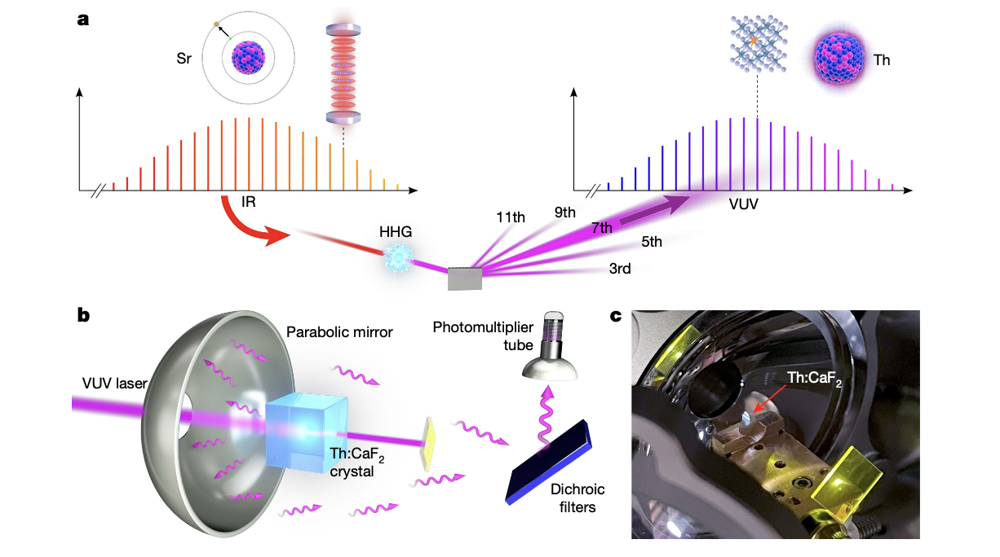 a
Sr
Th
IR
VUV
HHG
11th
9th
7th
5th
3rd
b
Parabolic mirror
VUV laser
Th:CaF₂
crystal
Photomultiplier
tube
Dichroic
filters
c
Th:CaF₂